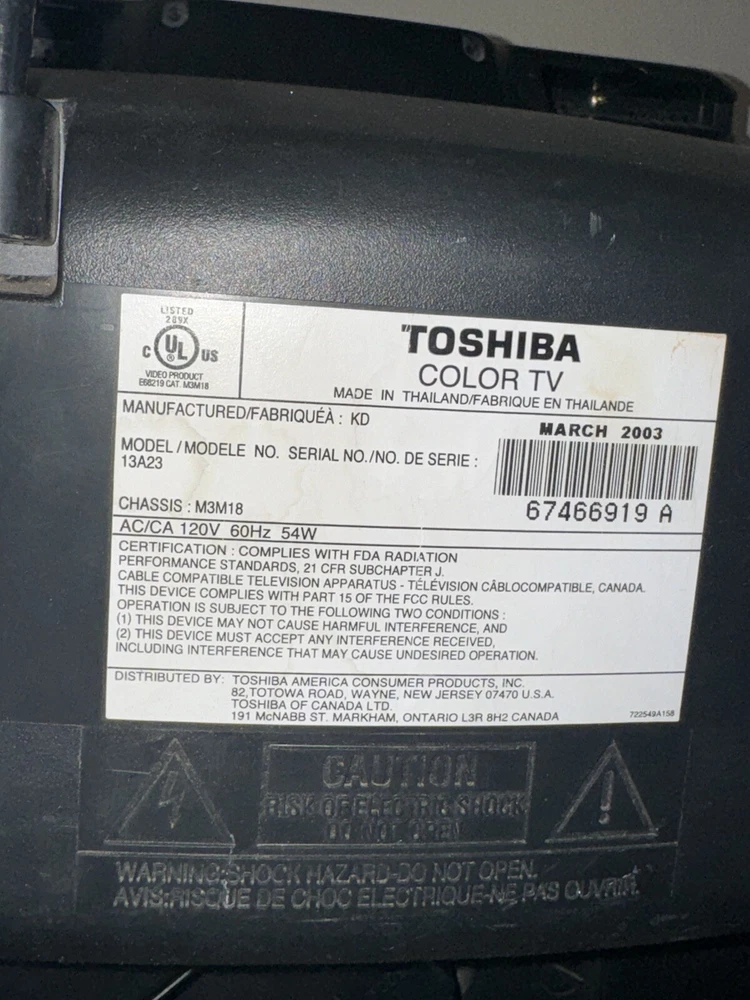 LISTED
289X
C UL ® US
VIDEO PRODUCT
E68219 CAT. M3M18
TOSHIBA
COLOR TV
MADE IN THAILAND/FABRIQUE EN THAILANDE
MANUFACTURED/FABRIQUÉÀ : KD
MARCH 2003
MODEL/MODELE NO. SERIAL NO./NO. DE SERIE :
13A23
67466919 A
CHASSIS : M3M18
AC/CA 120V 60Hz 54W
CERTIFICATION : COMPLIES WITH FDA RADIATION
PERFORMANCE STANDARDS, 21 CFR SUBCHAPTER J.
CABLE COMPATIBLE TELEVISION APPARATUS - TÉLÉVISION CÂBLOCOMPATIBLE, CANADA.
THIS DEVICE COMPLIES WITH PART 15 OF THE FCC RULES.
OPERATION IS SUBJECT TO THE FOLLOWING TWO CONDITIONS :
(1) THIS DEVICE MAY NOT CAUSE HARMFUL INTERFERENCE, AND
(2) THIS DEVICE MUST ACCEPT ANY INTERFERENCE RECEIVED,
INCLUDING INTERFERENCE THAT MAY CAUSE UNDESIRED OPERATION.
DISTRIBUTED BY: TOSHIBA AMERICA CONSUMER PRODUCTS, INC.
82,TOTOWA ROAD, WAYNE, NEW JERSEY 07470 U.S.A.
TOSHIBA OF CANADA LTD.
191 McNABB ST. MARKHAM, ONTARIO L3R 8H2 CANADA
722549A158
CAUTION
RISK OF ELECTRIC SHOCK
DO NOT OPEN
WARNING:SHOCK HAZARD-DO NOT OPEN.
AVIS:RISQUE DE CHOC ELECTRIQUE-NE PAS OUVRIR.